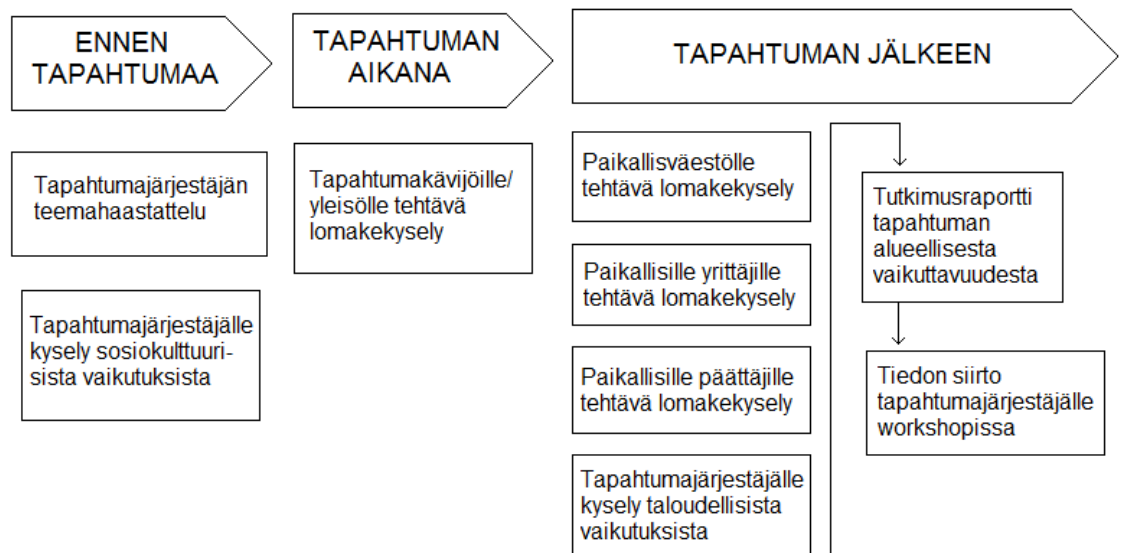 ENNEN
TAPAHTUMAA
TAPAHTUMAN
AIKANA
TAPAHTUMAN JÄLKEEN
Tapahtumajärjestäjän
teemahaastattelu
Tapahtumajärjestäjälle
kysely sosiokulttuuri-
sista vaikutuksista
Tapahtumakävijöille/
yleisölle tehtävä
lomakekysely
Paikallisväestölle
tehtävä lomakekysely
Paikallisille yrittäjille
tehtävä lomakekysely
Paikallisille päättäjille
tehtävä lomakekysely
Tapahtumajärjestäjälle
kysely taloudellisista
vaikutuksista
Tutkimusraportti
tapahtuman
alueellisesta
vaikuttavuudesta
Tiedon siirto
tapahtumajärjestäjälle
workshopissa